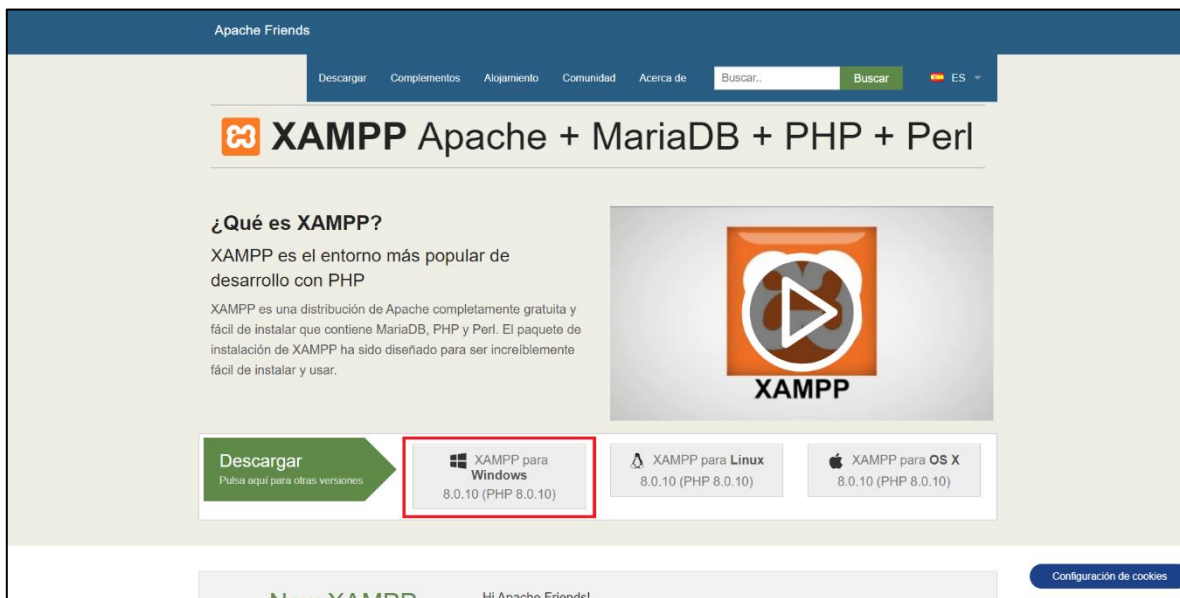 Apache Friends
Descargar Complementos Alojamiento Comunidad Acerca de Buscar.. Buscar ES
XAMPP Apache + MariaDB + PHP + Perl
¿Qué es XAMPP?
XAMPP es el entorno más popular de
desarrollo con PHP
XAMPP es una distribución de Apache completamente gratuita y
fácil de instalar que contiene MariaDB, PHP y Perl. El paquete de
instalación de XAMPP ha sido diseñado para ser increíblemente
fácil de instalar y usar.
XAMPP
Descargar
Pulsa aquí para otras versiones
XAMPP para
Windows
8.0.10 (PHP 8.0.10)
XAMPP para Linux
8.0.10 (PHP 8.0.10)
XAMPP para OS X
8.0.10 (PHP 8.0.10)
Configuración de cookies
XAMPP
Hi Apache Friends!